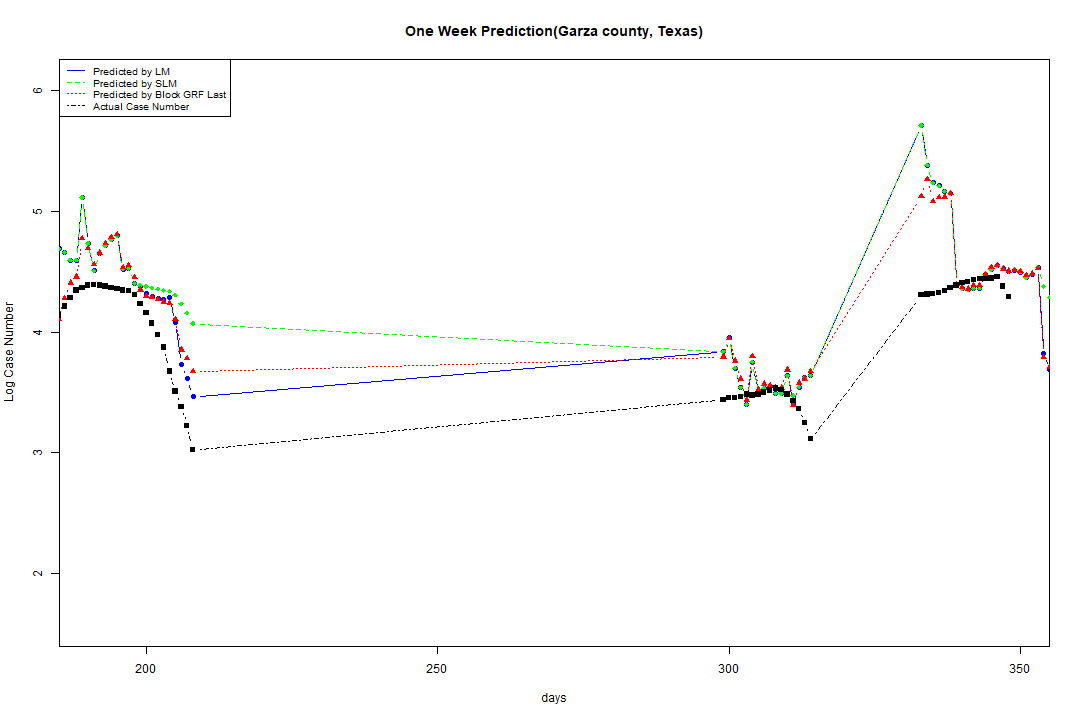 One Week Prediction(Garza county, Texas)
Predicted by LM
Predicted by SLM
Predicted by Block GRF Last
Actual Case Number
6
5
4
3
2
Log Case Number
200 250 300 350
days